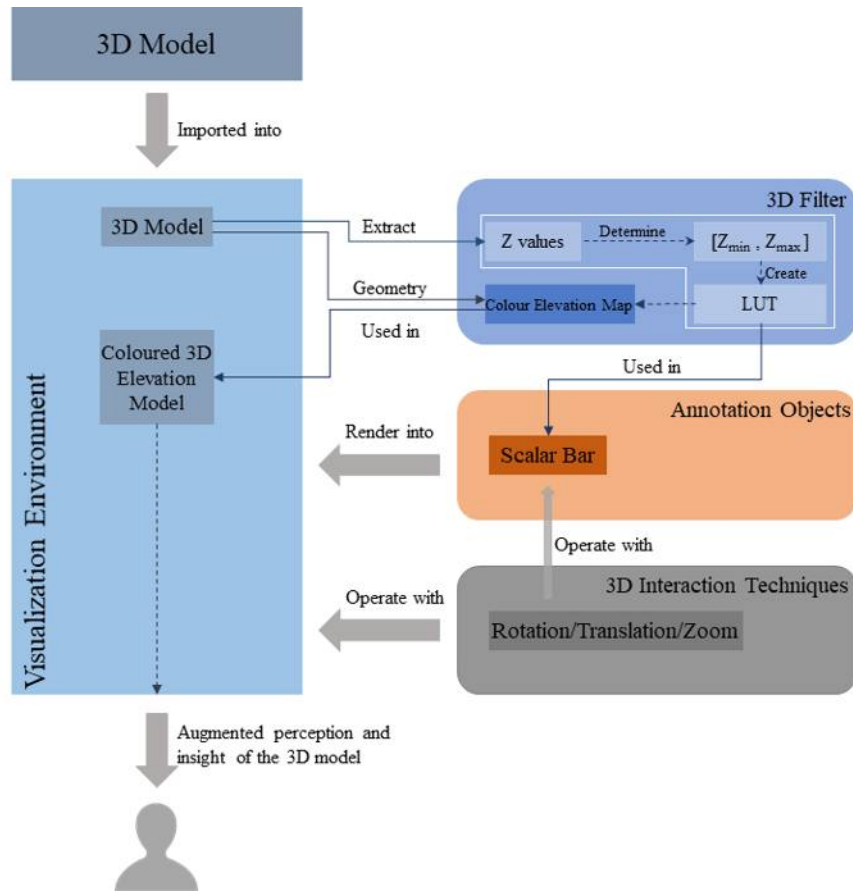 3D Model
Imported into
Visualization Environment
3D Model
Extract
Geometry
Used in
Coloured 3D
Elevation
Model
3D Filter
Z values
Determine
[Zmin , Zmax]
Create
LUT
Colour Elevation Map
Used in
Annotation Objects
Scalar Bar
Render into
Operate with
3D Interaction Techniques
Rotation/Translation/Zoom
Operate with
Augmented perception and
insight of the 3D model